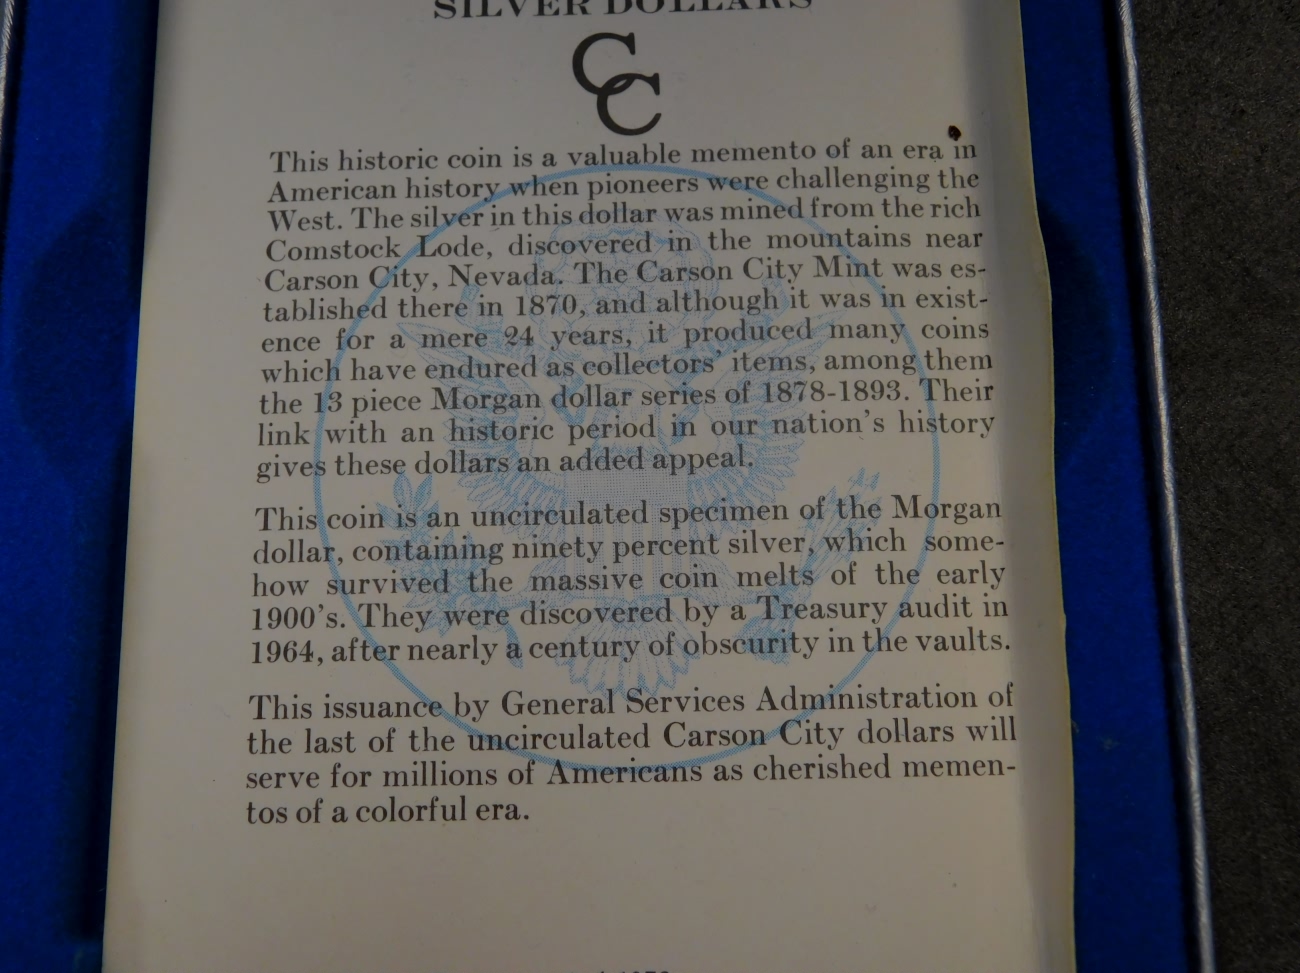 SILVER DOLLARS
CC
This historic coin is a valuable memento of an era in
American history when pioneers were challenging the
West. The silver in this dollar was mined from the rich
Comstock Lode, discovered in the mountains near
Carson City, Nevada. The Carson City Mint was es-
tablished there in 1870, and although it was in exist-
ence for a mere 24 years, it produced many coins
which have endured as collectors' items, among them
the 13 piece Morgan dollar series of 1878-1893. Their
link with an historic period in our nation's history
gives these dollars an added appeal.
This coin is an uncirculated specimen of the Morgan
dollar, containing ninety percent silver, which some-
how survived the massive coin melts of the early
1900's. They were discovered by a Treasury audit in
1964, after nearly a century of obscurity in the vaults.
This issuance by General Services Administration of
the last of the uncirculated Carson City dollars will
serve for millions of Americans as cherished memen-
tos of a colorful era.